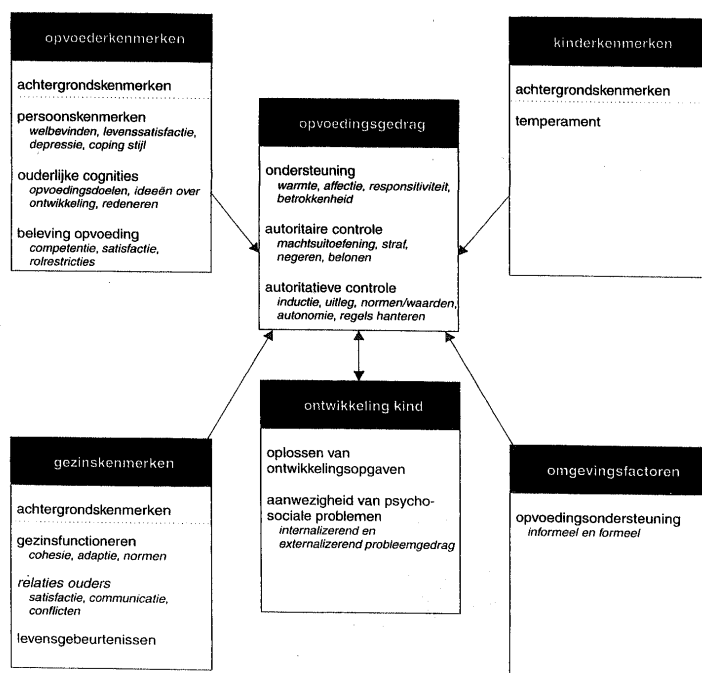 opvoederkenmerken
achtergrondskenmerken
persoonskenmerken
welbevinden, levenssatisfactie,
depressie, coping stijl
ouderlijke cognities
opvoedingsdoelen, ideeën over
ontwikkeling, redeneren
beleving opvoeding
competentie, satisfactie,
rolrestricties
opvoedingsgedrag
ondersteuning
warmte, affectie, responsitiviteit,
betrokkenheid
autoritaire controle
machtsuitoefening, straf,
negeren, belonen
autoritatieve controle
inductie, uitleg, normen/waarden,
autonomie, regels hanteren
kinderkenmerken
achtergrondskenmerken
temperament
gezinskenmerken
achtergrondskenmerken
gezinsfunctioneren
cohesie, adaptie, normen
relaties ouders
satisfactie, communicatie,
conflicten
levensgebeurtenissen
ontwikkeling kind
oplossen van
ontwikkelingsopgaven
aanwezigheid van psycho-
sociale problemen
internalizerend en
externalizerend probleemgedrag
omgevingsfactoren
opvoedingsondersteuning
informeel en formeel